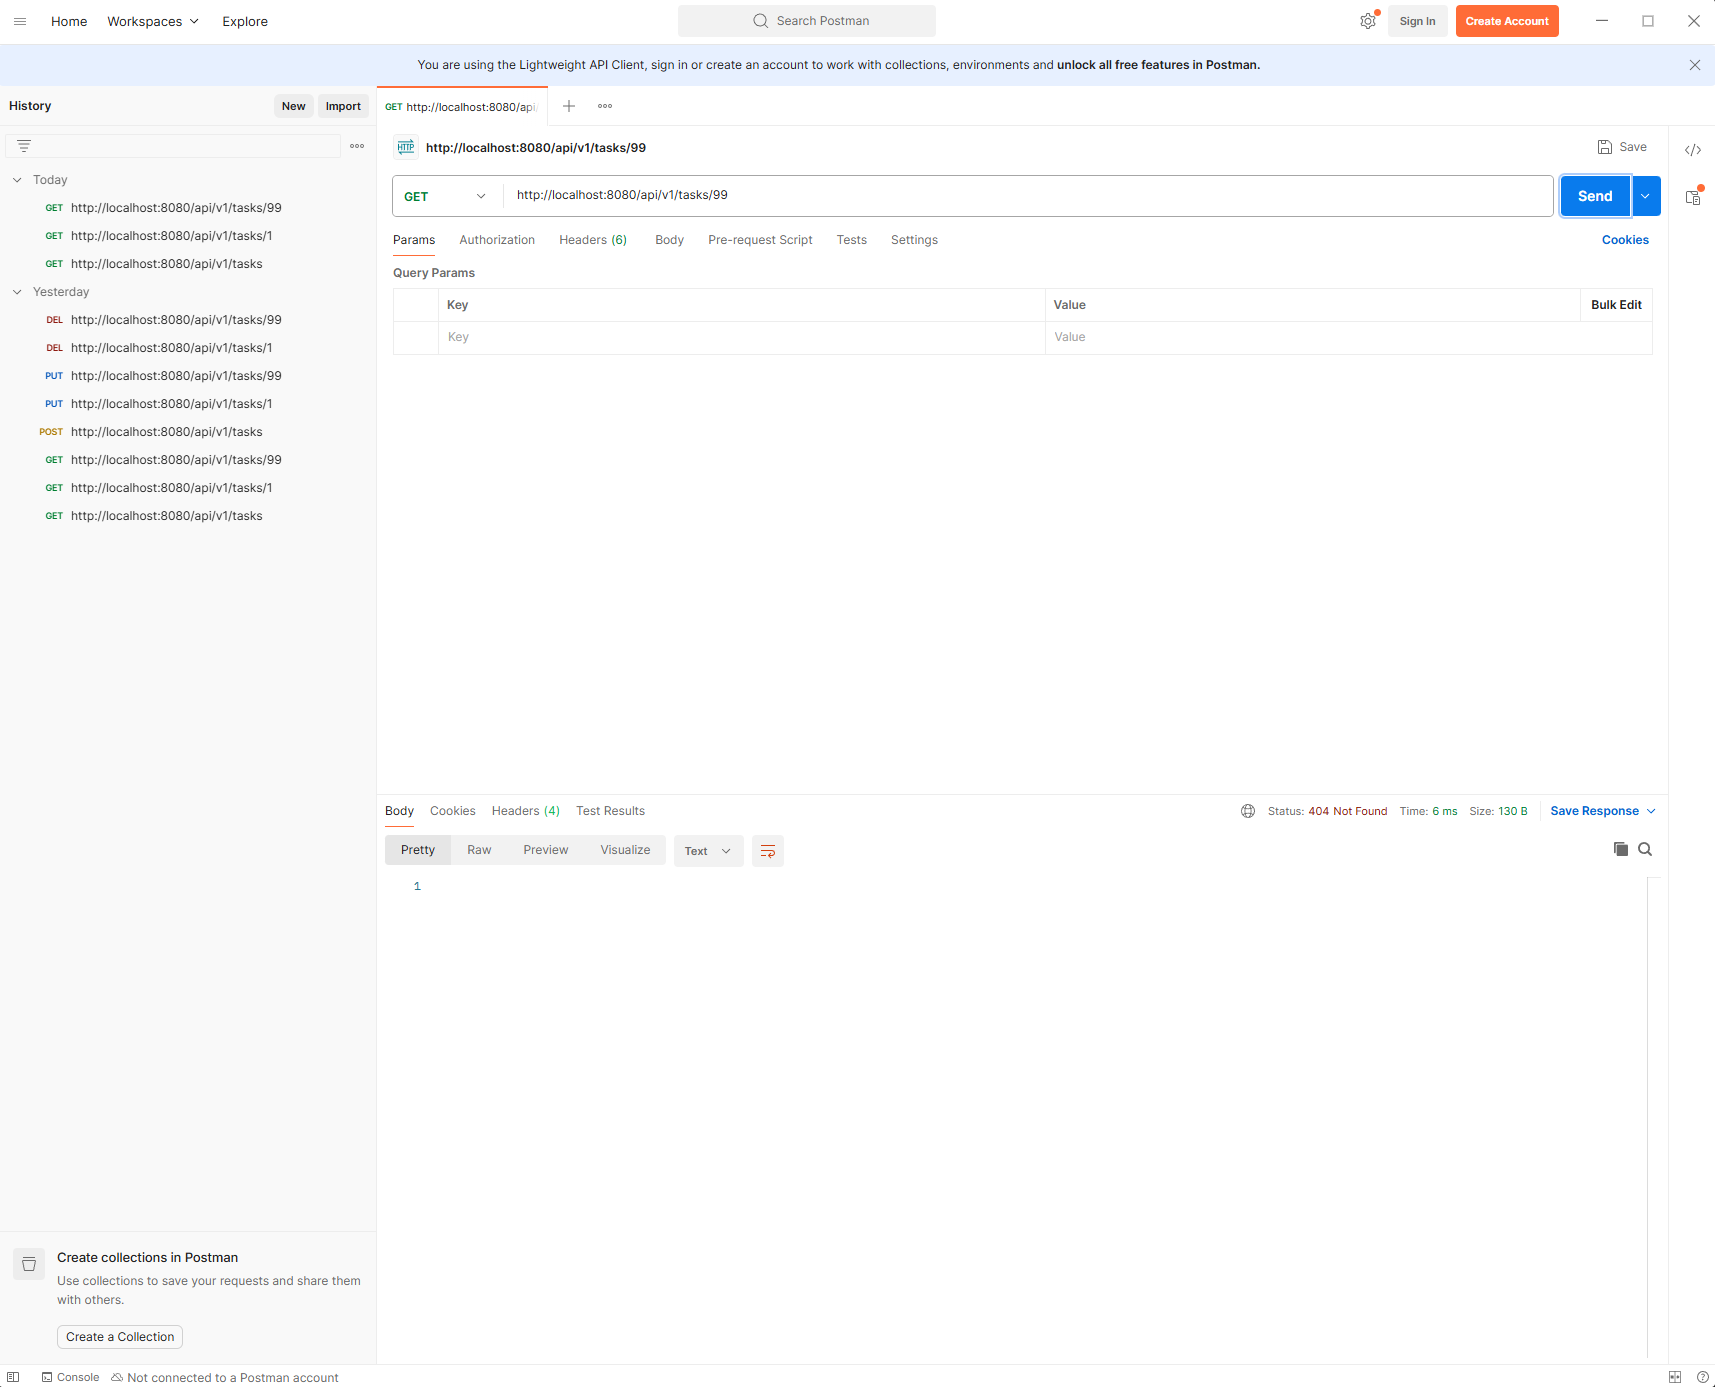 Home Workspaces Explore Search Postman Sign In Create Account
You are using the Lightweight API Client, sign in or create an account to work with collections, environments and unlock all free features in Postman.
History New Import
GET http://localhost:8080/api
Today
GET http://localhost:8080/api/v1/tasks/99
GET http://localhost:8080/api/v1/tasks/1
GET http://localhost:8080/api/v1/tasks
Yesterday
DEL http://localhost:8080/api/v1/tasks/99
DEL http://localhost:8080/api/v1/tasks/1
PUT http://localhost:8080/api/v1/tasks/99
PUT http://localhost:8080/api/v1/tasks/1
POST http://localhost:8080/api/v1/tasks
GET http://localhost:8080/api/v1/tasks/99
GET http://localhost:8080/api/v1/tasks/1
GET http://localhost:8080/api/v1/tasks
Create collections in Postman
Use collections to save your requests and share them
with others.
Create a Collection
HTTP http://localhost:8080/api/v1/tasks/99 Save
GET http://localhost:8080/api/v1/tasks/99 Send
Params Authorization Headers (6) Body Pre-request Script Tests Settings Cookies
Query Params
Key Value Bulk Edit
Key Value
Body Cookies Headers (4) Test Results Status: 404 Not Found Time: 6 ms Size: 130 B Save Response
Pretty Raw Preview Visualize Text
1
Console Not connected to a Postman account